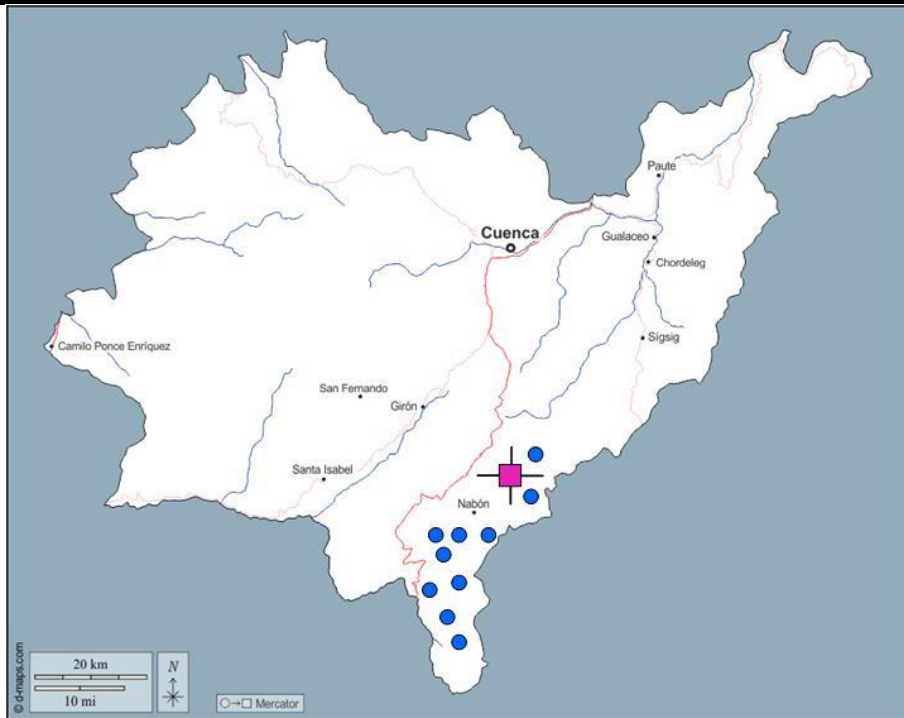 Paute
Cuenca
Gualaceo
Chordeleg
Sígsig
Camilo Ponce Enríquez
San Fernando
Girón
Santa Isabel
Nabón
© d-maps.com
20 km
10 mi
N
Mercator